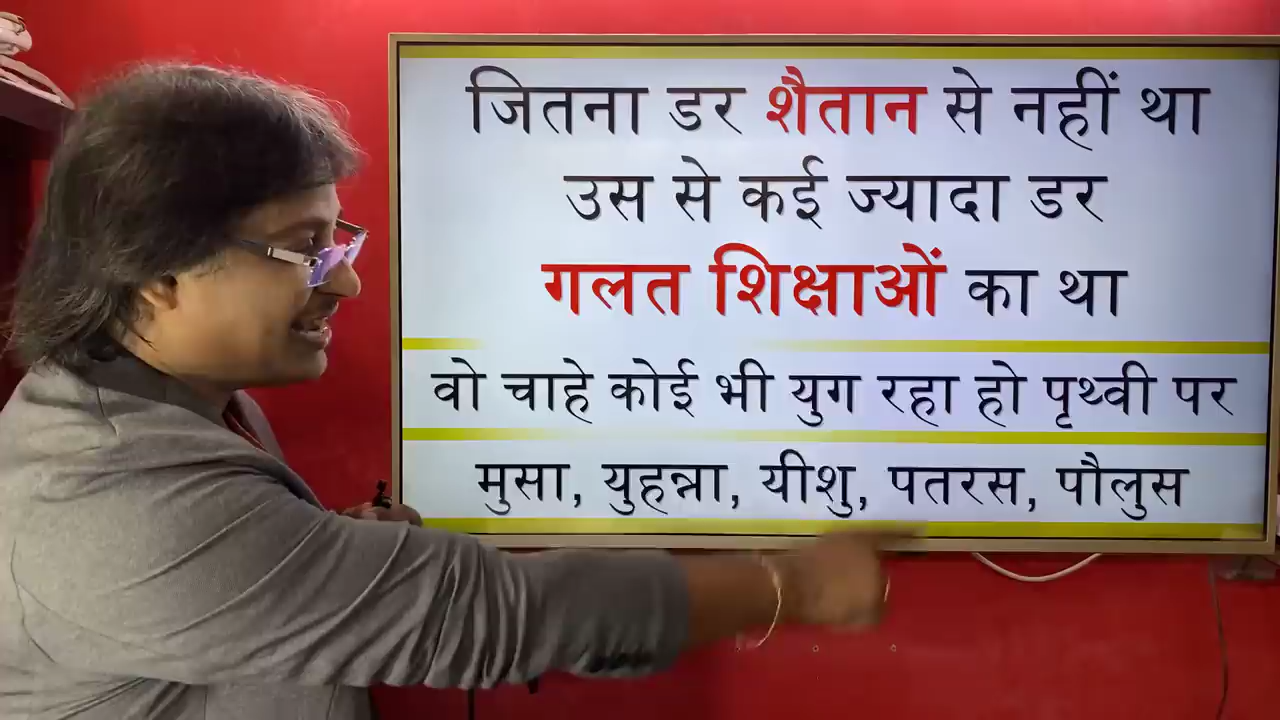 जितना डर शैतान से नहीं था
उस से कई ज्यादा डर
गलत शिक्षाओं का था
वो चाहे कोई भी युग रहा हो पृथ्वी पर
मुसा, युहन्ना, यीशु, पतरस, पौलुस